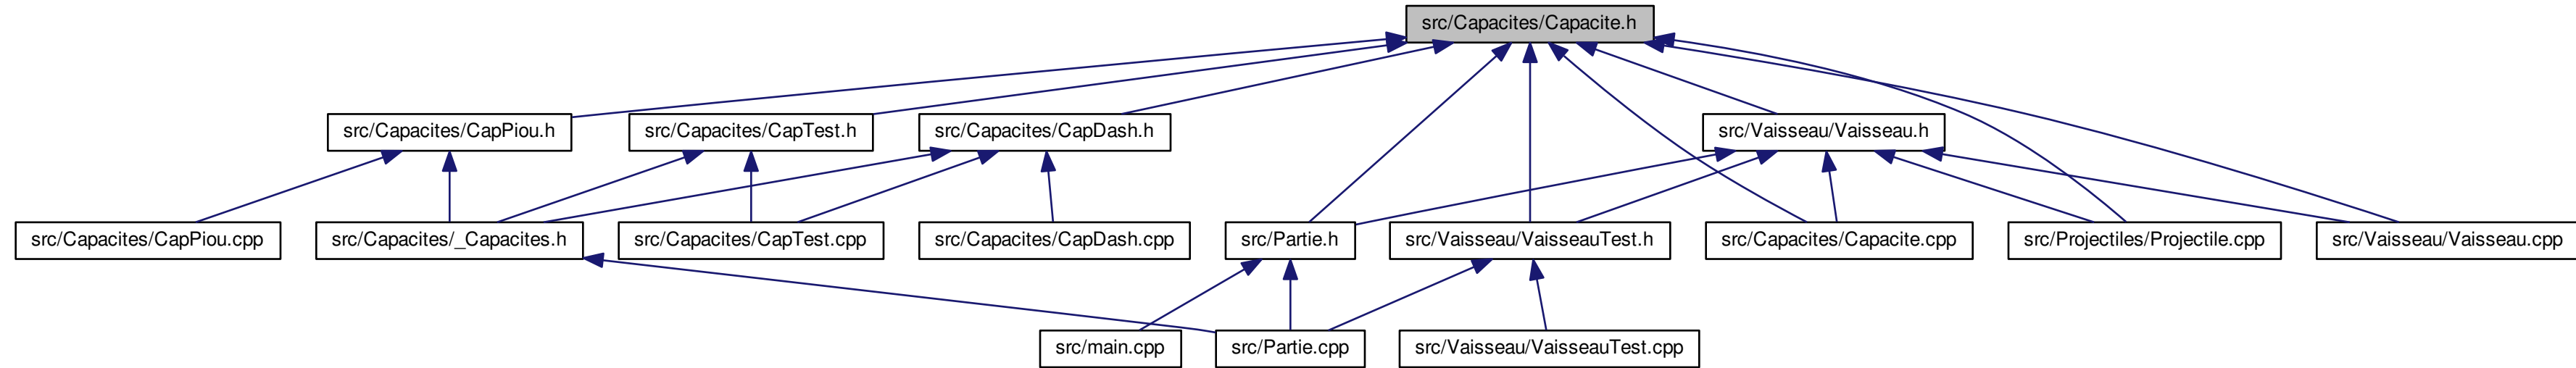 src/Capacites/Capacite.h
src/Capacites/CapPiou.h
src/Capacites/CapTest.h
src/Capacites/CapDash.h
src/Vaisseau/Vaisseau.h
src/Capacites/CapPiou.cpp
src/Capacites/_Capacites.h
src/Capacites/CapTest.cpp
src/Capacites/CapDash.cpp
src/Partie.h
src/Vaisseau/VaisseauTest.h
src/Capacites/Capacite.cpp
src/Projectiles/Projectile.cpp
src/Vaisseau/Vaisseau.cpp
src/main.cpp
src/Partie.cpp
src/Vaisseau/VaisseauTest.cpp